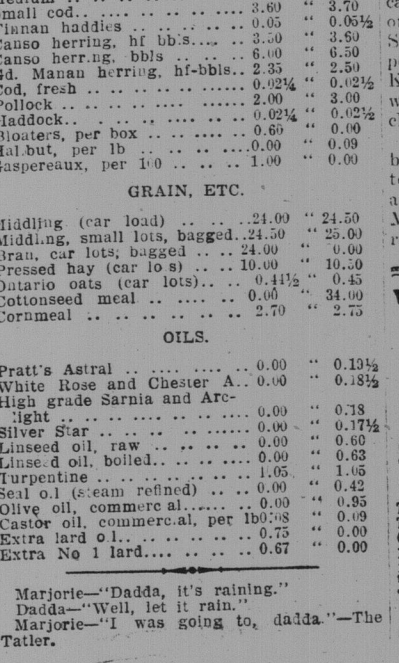 Small cod.. .. .. .. .. .. .. 3.60 " 3.70
Finnan haddies .. .. .. .. .. 0.05 " 0.05½
Canso herring, hf bbls.. .. 3.50 " 3.60
Canso herring, bbls .. .. .. 6.00 " 6.50
Gd. Manan herring, hf-bbls.. 2.35 " 2.50
Cod, fresh .. .. .. .. .. .. 0.02¼ " 0.02½
Pollock .. .. .. .. .. .. .. 2.00 " 3.00
Haddock.. .. .. .. .. .. .. 0.02¼ " 0.02½
Bloaters, per box .. .. .. .. 0.60 " 0.00
Halibut, per lb .. .. .. .. ..0.00 " 0.09
Gaspereaux, per 100 .. .. .. 1.00 " 0.00
GRAIN, ETC.
Middling (car load) .. .. ..24.00 " 24.50
Middling, small lots, bagged..24.50 " 25.00
Bran, car lots, bagged .. .. 24.00 " 0.00
Pressed hay (car lots) .. .. 10.00 " 10.50
Ontario oats (car lots).. .. 0.44½ " 0.45
Cottonseed meal .. .. .. .. 0.00 " 34.00
Cornmeal .. .. .. .. .. .. 2.70 " 2.75
OILS.
Pratt's Astral .. .. .. .. .. 0.00 " 0.19½
White Rose and Chester A.. 0.00 " 0.18½
High grade Sarnia and Arc-
light .. .. .. .. .. .. .. 0.00 " 0.18
Silver Star .. .. .. .. .. .. 0.00 " 0.17½
Linseed oil, raw .. .. .. .. 0.00 " 0.60
Linseed oil, boiled.. .. .. .. 0.00 " 0.63
Turpentine .. .. .. .. .. .. 1.05 " 1.05
Seal oil (steam refined) .. .. 0.00 " 0.42
Olive oil, commercial.. .. .. 0.00 " 0.95
Castor oil, commercial, per lb0.08 " 0.09
Extra lard oil.. .. .. .. .. 0.75 " 0.00
Extra No 1 lard.. .. .. .. 0.67 " 0.00
Marjorie—"Dadda, it's raining."
Dadda—"Well, let it rain."
Marjorie—"I was going to, dadda."—The
Tatler.